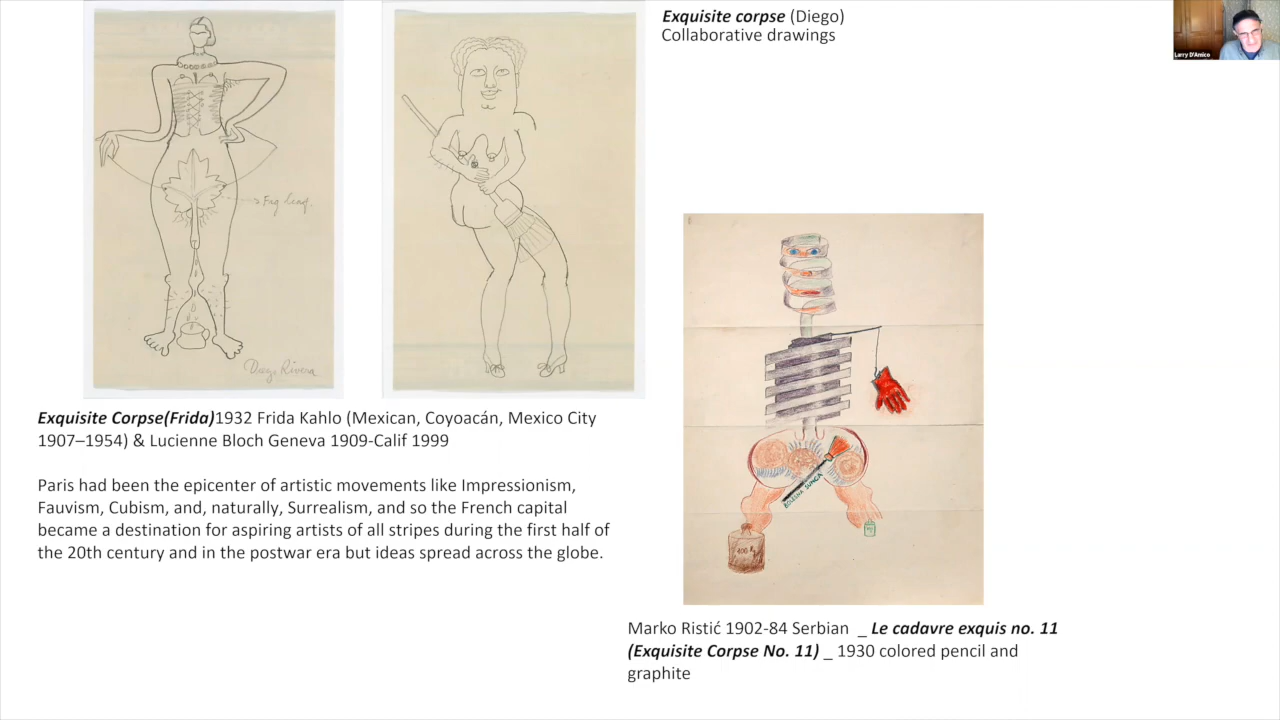 Exquisite corpse (Diego)
Collaborative drawings
Larry D'Amico
Fig leaf.
Diego Rivera
Exquisite Corpse(Frida)1932 Frida Kahlo (Mexican, Coyoacán, Mexico City
1907–1954) & Lucienne Bloch Geneva 1909-Calif 1999
Paris had been the epicenter of artistic movements like Impressionism,
Fauvism, Cubism, and, naturally, Surrealism, and so the French capital
became a destination for aspiring artists of all stripes during the first half of
the 20th century and in the postwar era but ideas spread across the globe.
400
Marko Ristić 1902-84 Serbian _ Le cadavre exquis no. 11
(Exquisite Corpse No. 11) _ 1930 colored pencil and
graphite